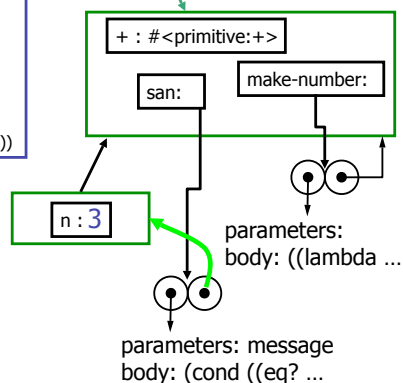 + : #<primitive:+>
make-number:
san:
))
n : 3
parameters:
body: ((lambda …
parameters: message
body: (cond ((eq? …